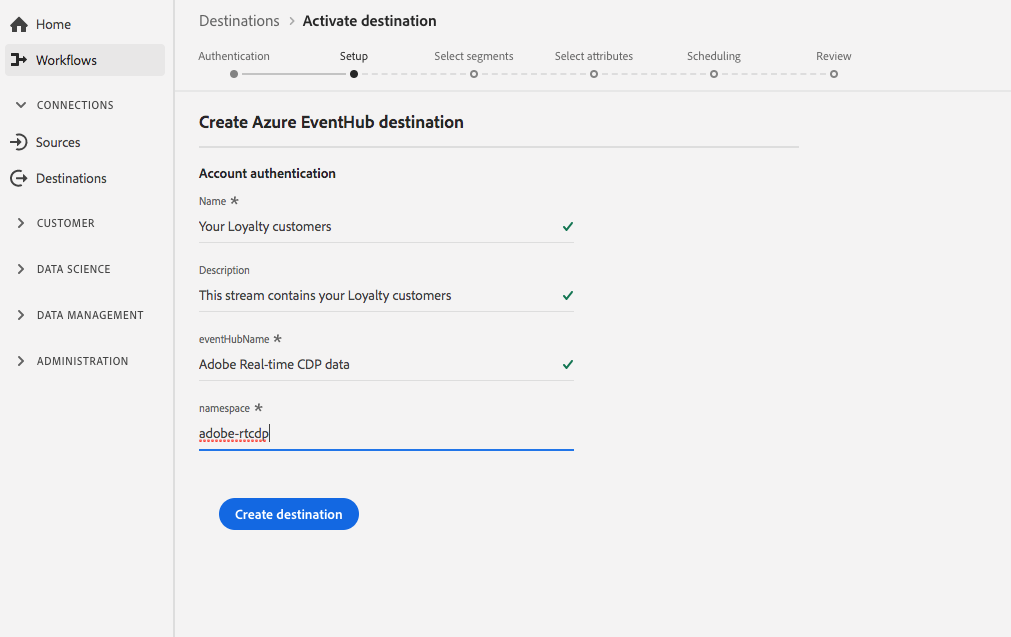 Home
Workflows
CONNECTIONS
Sources
Destinations
CUSTOMER
DATA SCIENCE
DATA MANAGEMENT
ADMINISTRATION
Destinations > Activate destination
Authentication Setup Select segments Select attributes Scheduling Review
Create Azure EventHub destination
Account authentication
Name *
Your Loyalty customers
Description
This stream contains your Loyalty customers
eventHubName *
Adobe Real-time CDP data
namespace *
adobe-rtcdp
Create destination